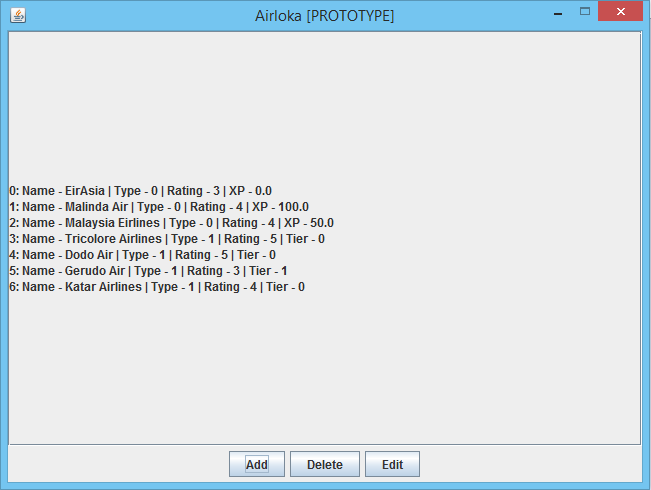 Airloka [PROTOTYPE]
0: Name - EirAsia | Type - 0 | Rating - 3 | XP - 0.0
1: Name - Malinda Air | Type - 0 | Rating - 4 | XP - 100.0
2: Name - Malaysia Eirlines | Type - 0 | Rating - 4 | XP - 50.0
3: Name - Tricolore Airlines | Type - 1 | Rating - 5 | Tier - 0
4: Name - Dodo Air | Type - 1 | Rating - 5 | Tier - 0
5: Name - Gerudo Air | Type - 1 | Rating - 3 | Tier - 1
6: Name - Katar Airlines | Type - 1 | Rating - 4 | Tier - 0
Add Delete Edit